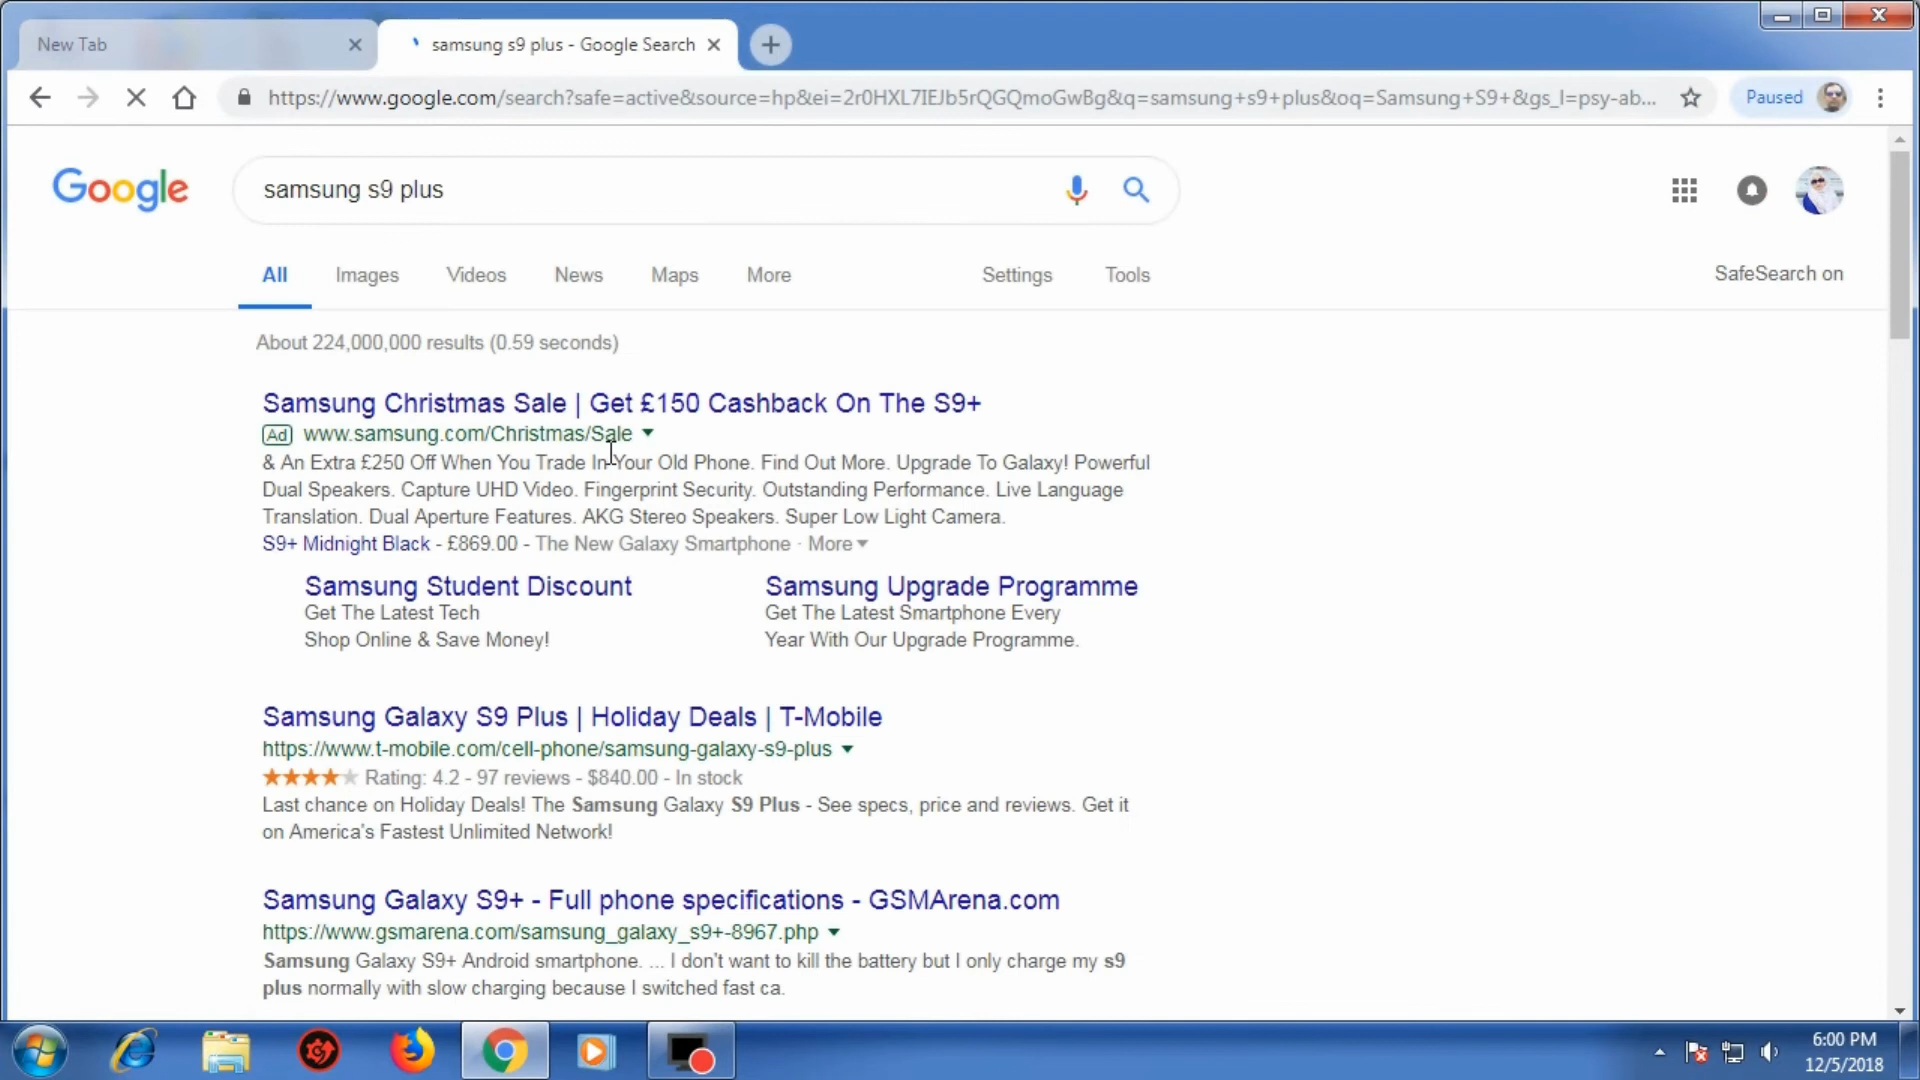 New Tab
samsung s9 plus - Google Search
https://www.google.com/search?safe=active&source=hp&ei=2r0HXL7IEJb5rQGQmoGwBg&q=samsung+s9+plus&oq=Samsung+S9+&gs_l=psy-ab...
Paused
Google
samsung s9 plus
All Images Videos News Maps More Settings Tools
SafeSearch on
About 224,000,000 results (0.59 seconds)
Samsung Christmas Sale | Get £150 Cashback On The S9+
Ad www.samsung.com/Christmas/Sale
& An Extra £250 Off When You Trade In Your Old Phone. Find Out More. Upgrade To Galaxy! Powerful
Dual Speakers. Capture UHD Video. Fingerprint Security. Outstanding Performance. Live Language
Translation. Dual Aperture Features. AKG Stereo Speakers. Super Low Light Camera.
S9+ Midnight Black - £869.00 - The New Galaxy Smartphone · More
Samsung Student Discount
Get The Latest Tech
Shop Online & Save Money!
Samsung Upgrade Programme
Get The Latest Smartphone Every
Year With Our Upgrade Programme.
Samsung Galaxy S9 Plus | Holiday Deals | T-Mobile
https://www.t-mobile.com/cell-phone/samsung-galaxy-s9-plus
Rating: 4.2 - 97 reviews - $840.00 - In stock
Last chance on Holiday Deals! The Samsung Galaxy S9 Plus - See specs, price and reviews. Get it
on America's Fastest Unlimited Network!
Samsung Galaxy S9+ - Full phone specifications - GSMArena.com
https://www.gsmarena.com/samsung_galaxy_s9+-8967.php
Samsung Galaxy S9+ Android smartphone. ... I don't want to kill the battery but I only charge my s9
plus normally with slow charging because I switched fast ca.
6:00 PM
12/5/2018